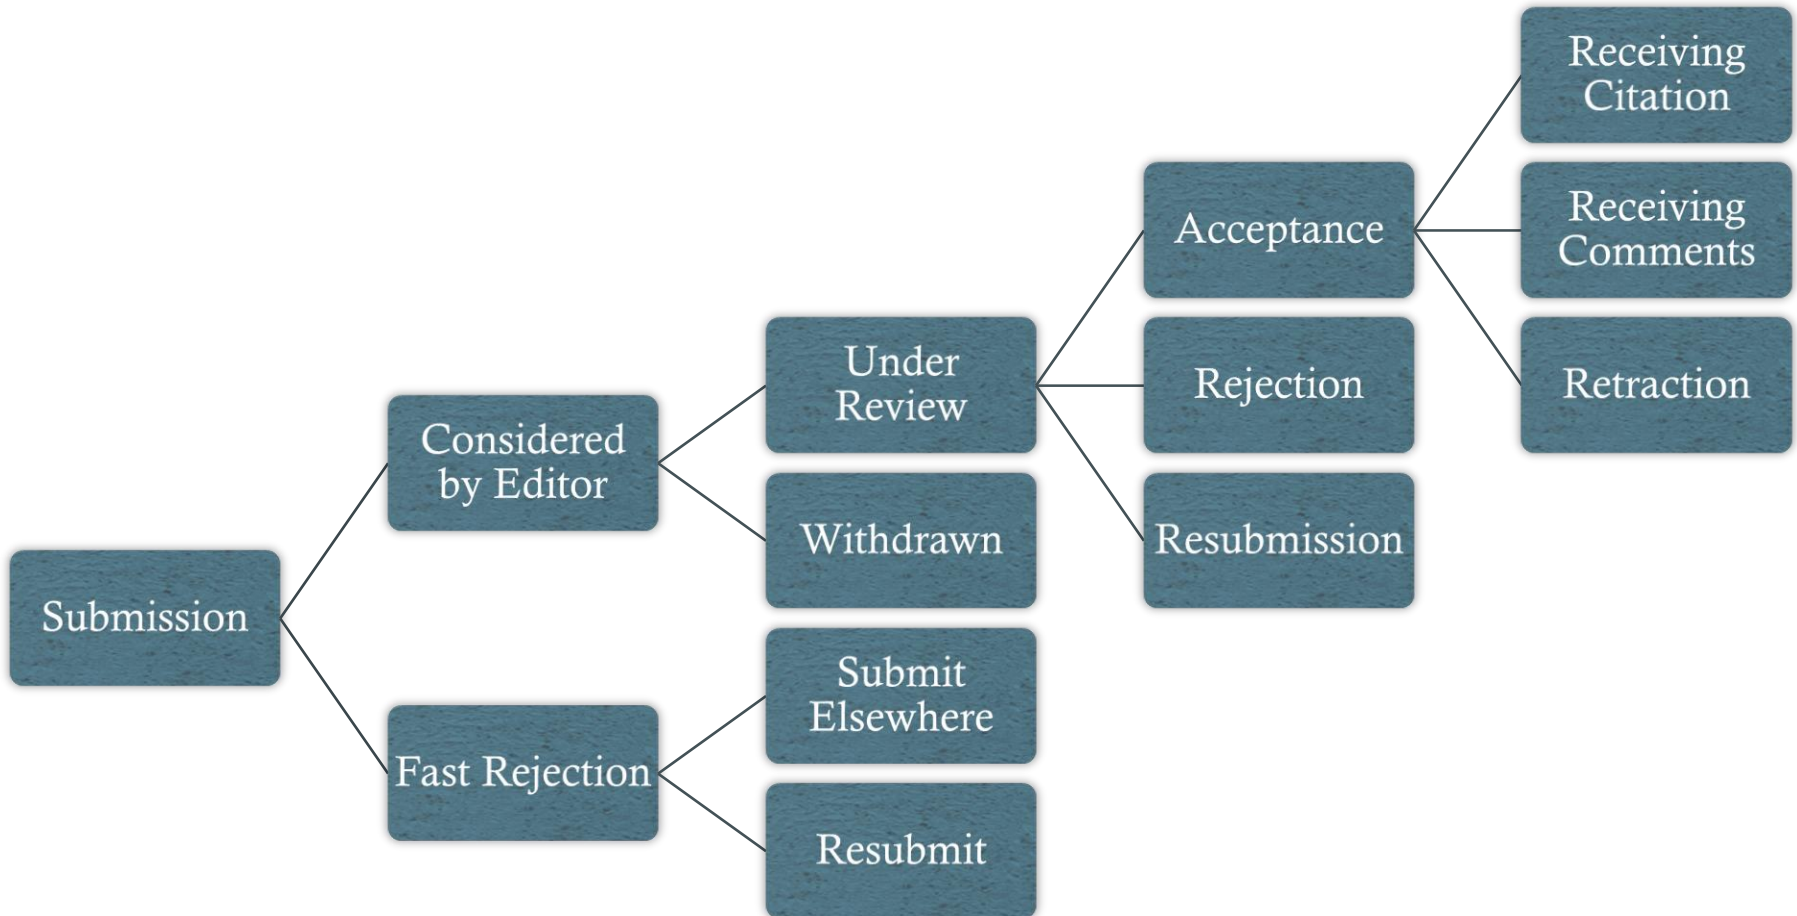 Submission
Considered
by Editor
Fast Rejection
Under
Review
Withdrawn
Submit
Elsewhere
Resubmit
Acceptance
Rejection
Resubmission
Receiving
Citation
Receiving
Comments
Retraction